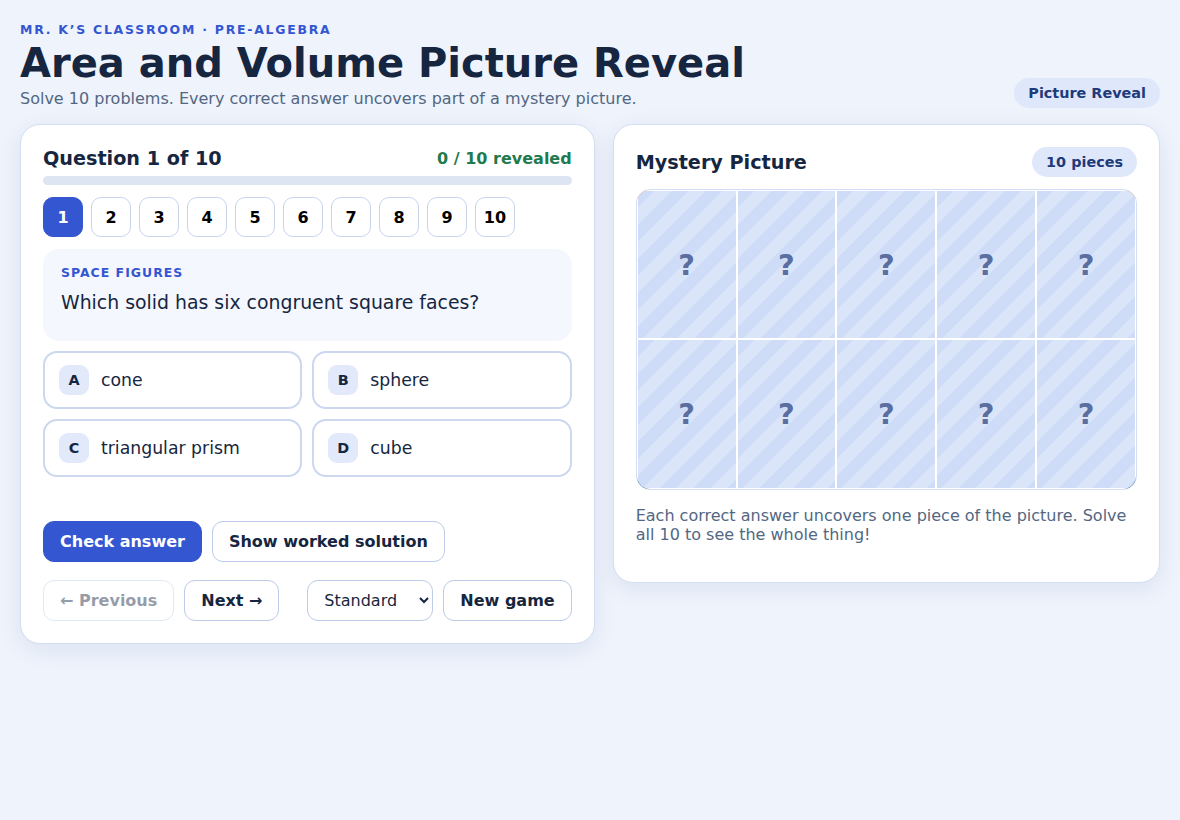 MR. K’S CLASSROOM · PRE-ALGEBRA
Area and Volume Picture Reveal
Solve 10 problems. Every correct answer uncovers part of a mystery picture.
Picture Reveal
Question 1 of 10
0 / 10 revealed
1 2 3 4 5 6 7 8 9 10
SPACE FIGURES
Which solid has six congruent square faces?
A cone
B sphere
C triangular prism
D cube
Check answer
Show worked solution
← Previous
Next →
Standard
New game
Mystery Picture
10 pieces
? ? ? ? ?
? ? ? ? ?
Each correct answer uncovers one piece of the picture. Solve
all 10 to see the whole thing!